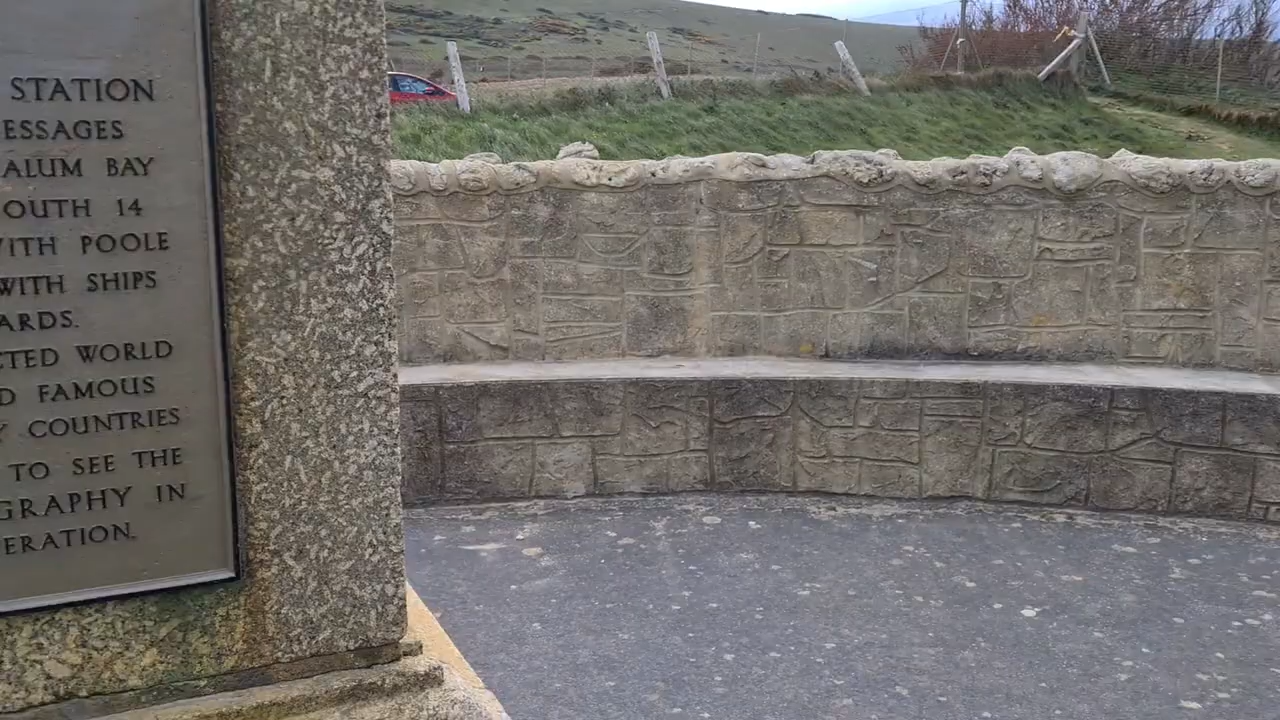 STATION
ESSAGES
ALUM BAY
OUTH 14
WITH POOLE
WITH SHIPS
ARDS.
CTED WORLD
D FAMOUS
Y COUNTRIES
TO SEE THE
GRAPHY IN
ERATION.